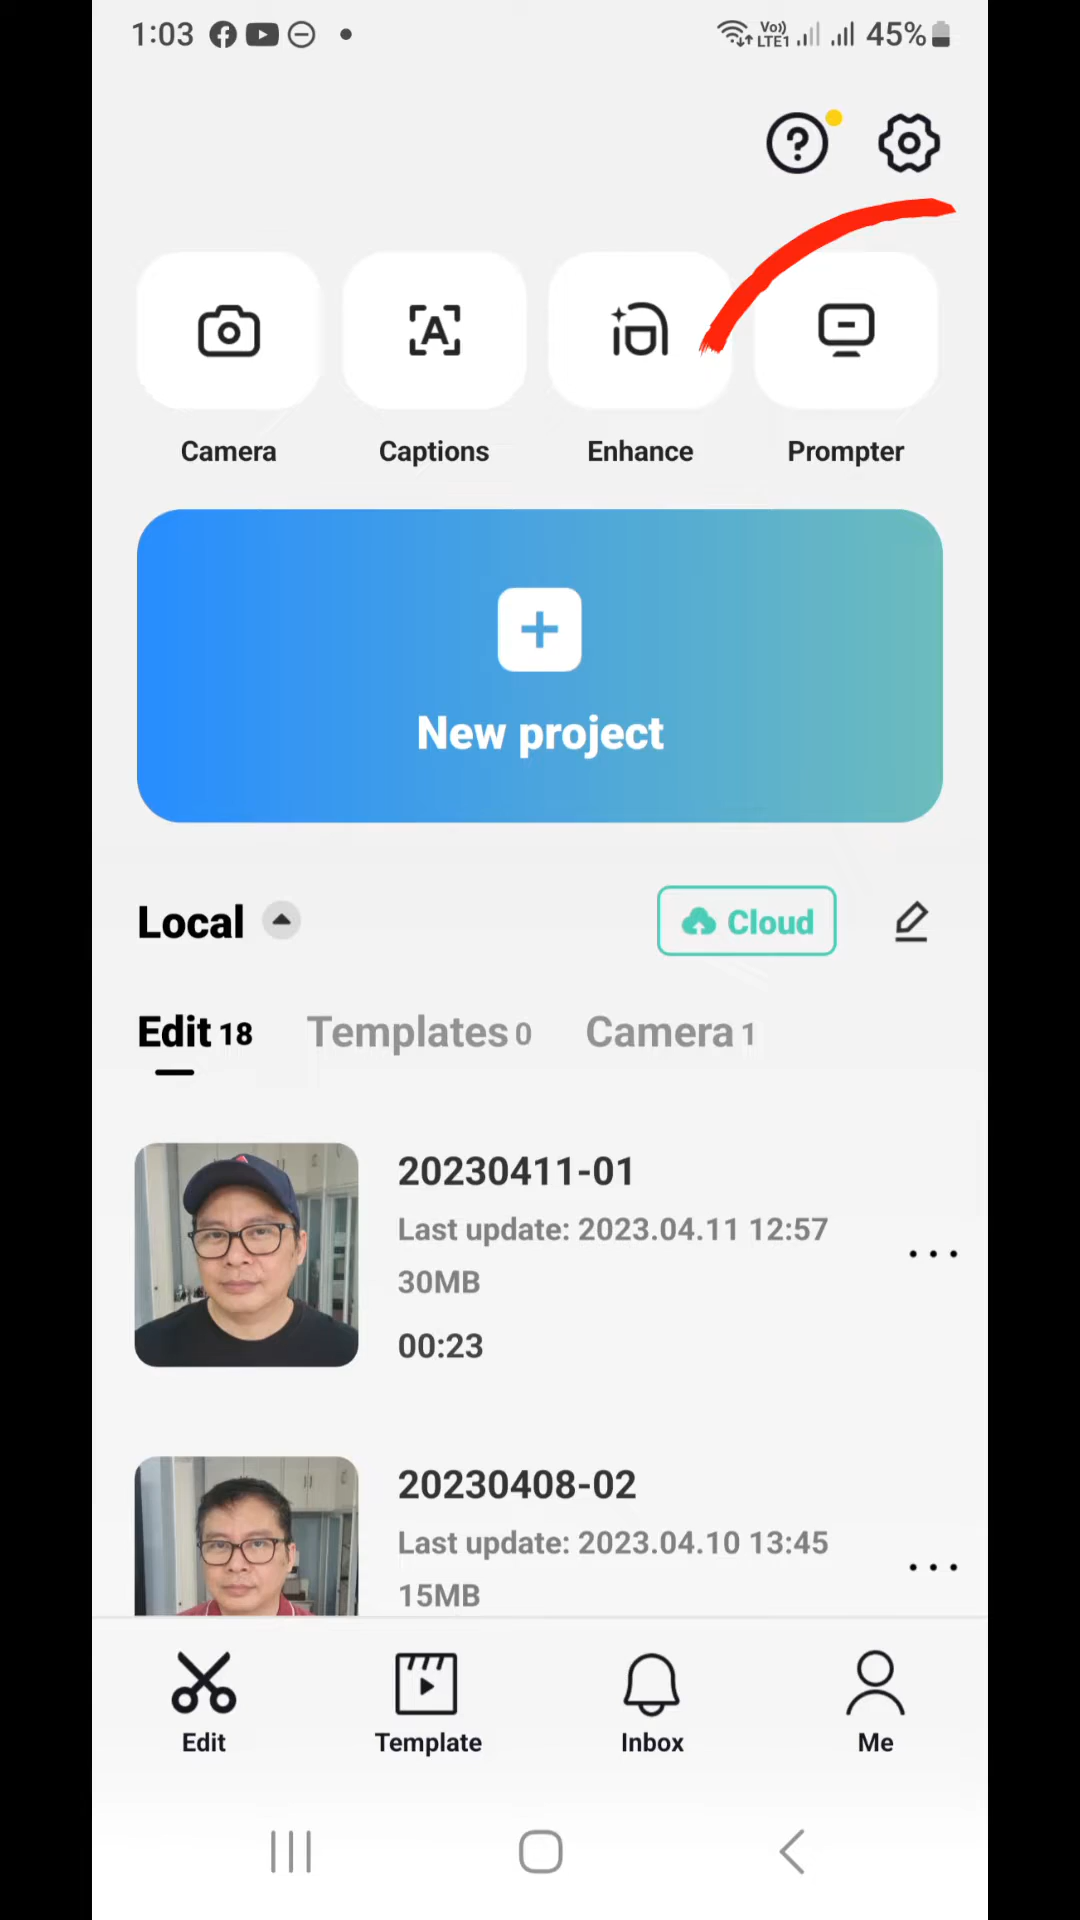 1:03 Vo)) LTE1 45%
Camera Captions Enhance Prompter
New project
Local Cloud
Edit 18 Templates 0 Camera 1
20230411-01
Last update: 2023.04.11 12:57
30MB
00:23
20230408-02
Last update: 2023.04.10 13:45
15MB
Edit Template Inbox Me